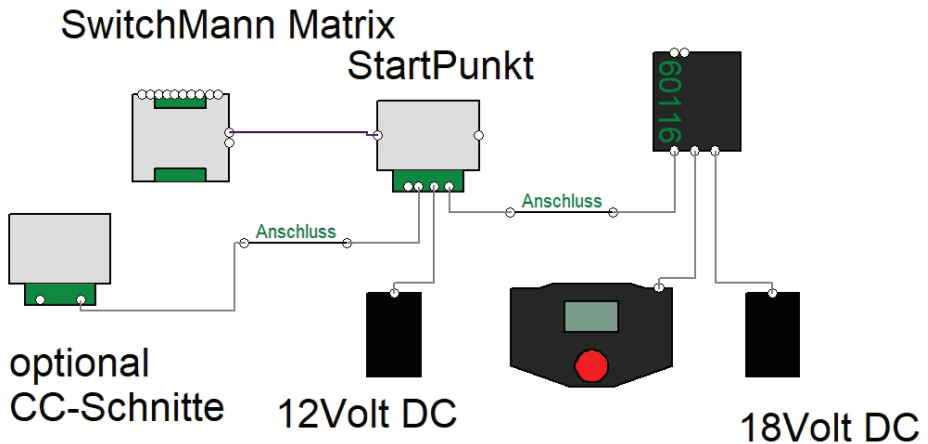 SwitchMann Matrix
StartPunkt
60116
Anschluss
Anschluss
optional
CC-Schnitte
12Volt DC
18Volt DC